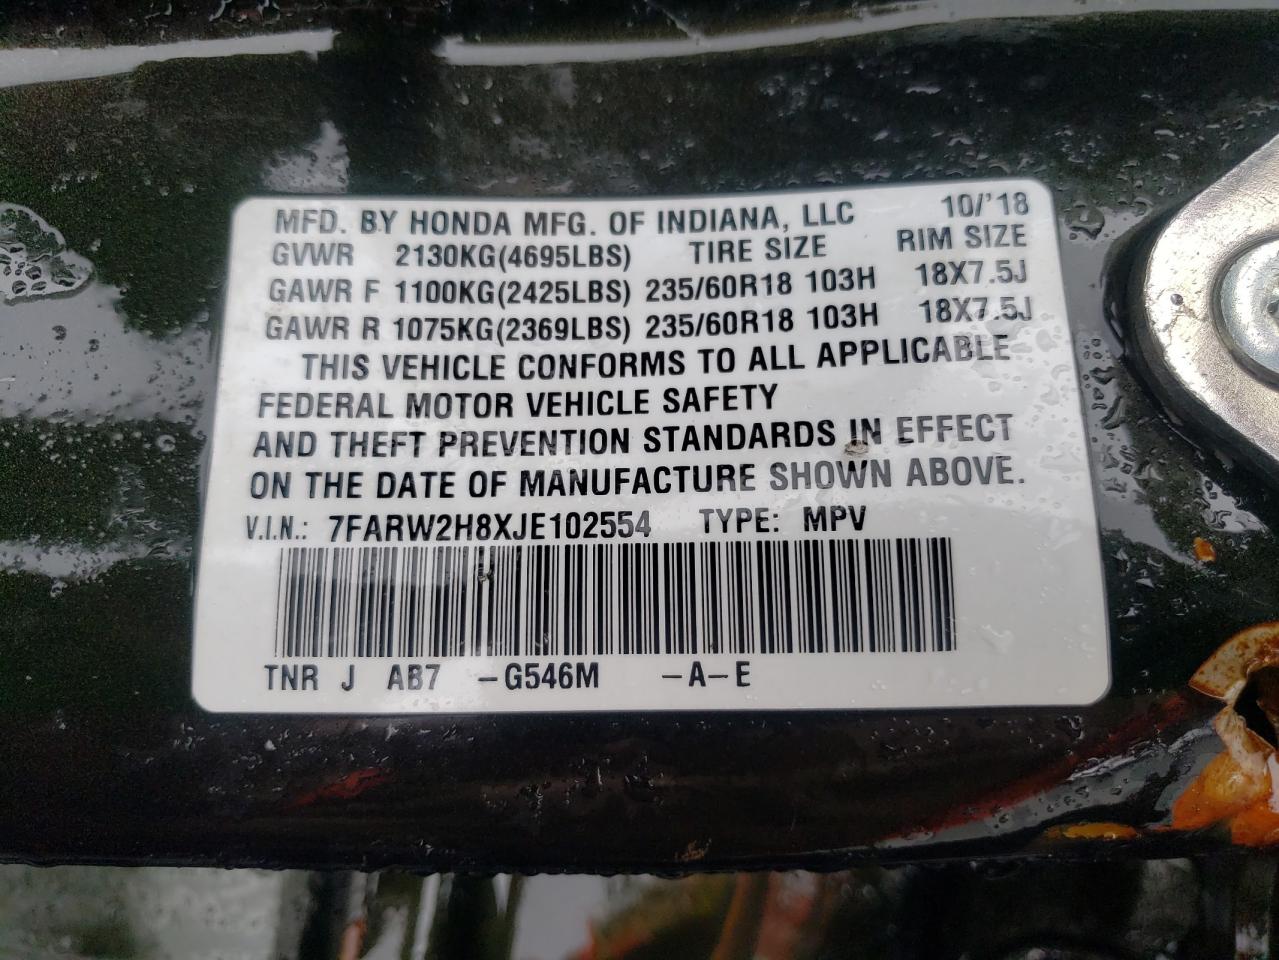 MFD. BY HONDA MFG. OF INDIANA, LLC 10/'18
GVWR 2130KG(4695LBS) TIRE SIZE RIM SIZE
GAWR F 1100KG(2425LBS) 235/60R18 103H 18X7.5J
GAWR R 1075KG(2369LBS) 235/60R18 103H 18X7.5J
THIS VEHICLE CONFORMS TO ALL APPLICABLE
FEDERAL MOTOR VEHICLE SAFETY
AND THEFT PREVENTION STANDARDS IN EFFECT
ON THE DATE OF MANUFACTURE SHOWN ABOVE.
V.I.N.: 7FARW2H8XJE102554 TYPE: MPV
TNR J AB7 -G546M -A-E